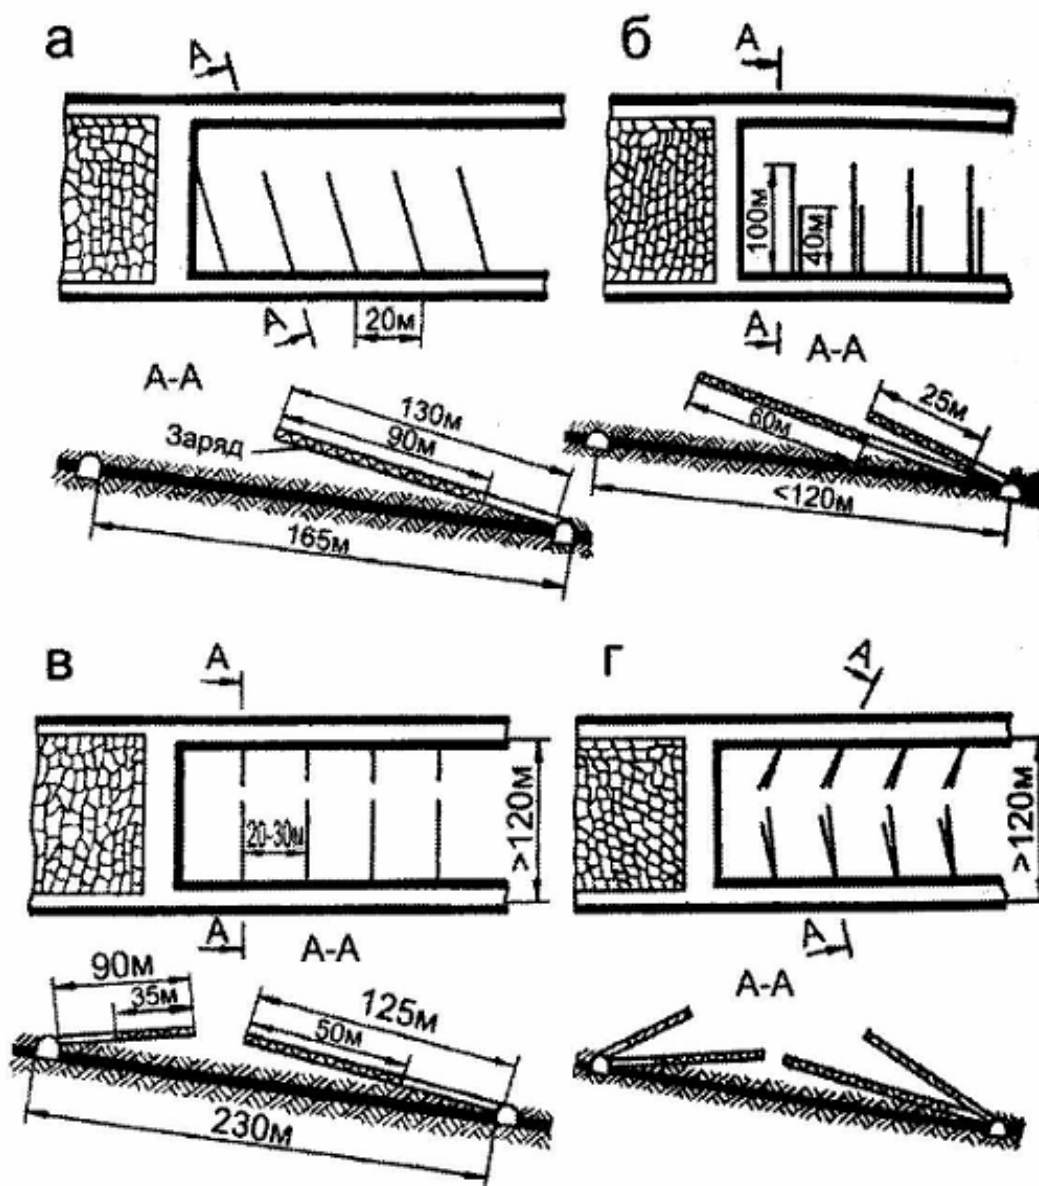 а
А
А
20м
А-А
Заряд
130м
90м
165м
б
А
100м
40м
А
А-А
60м
25м
<120м
в
А
20-30м
>120м
А
А-А
90м
35м
125м
50м
230м
г
А
>120м
А
А-А